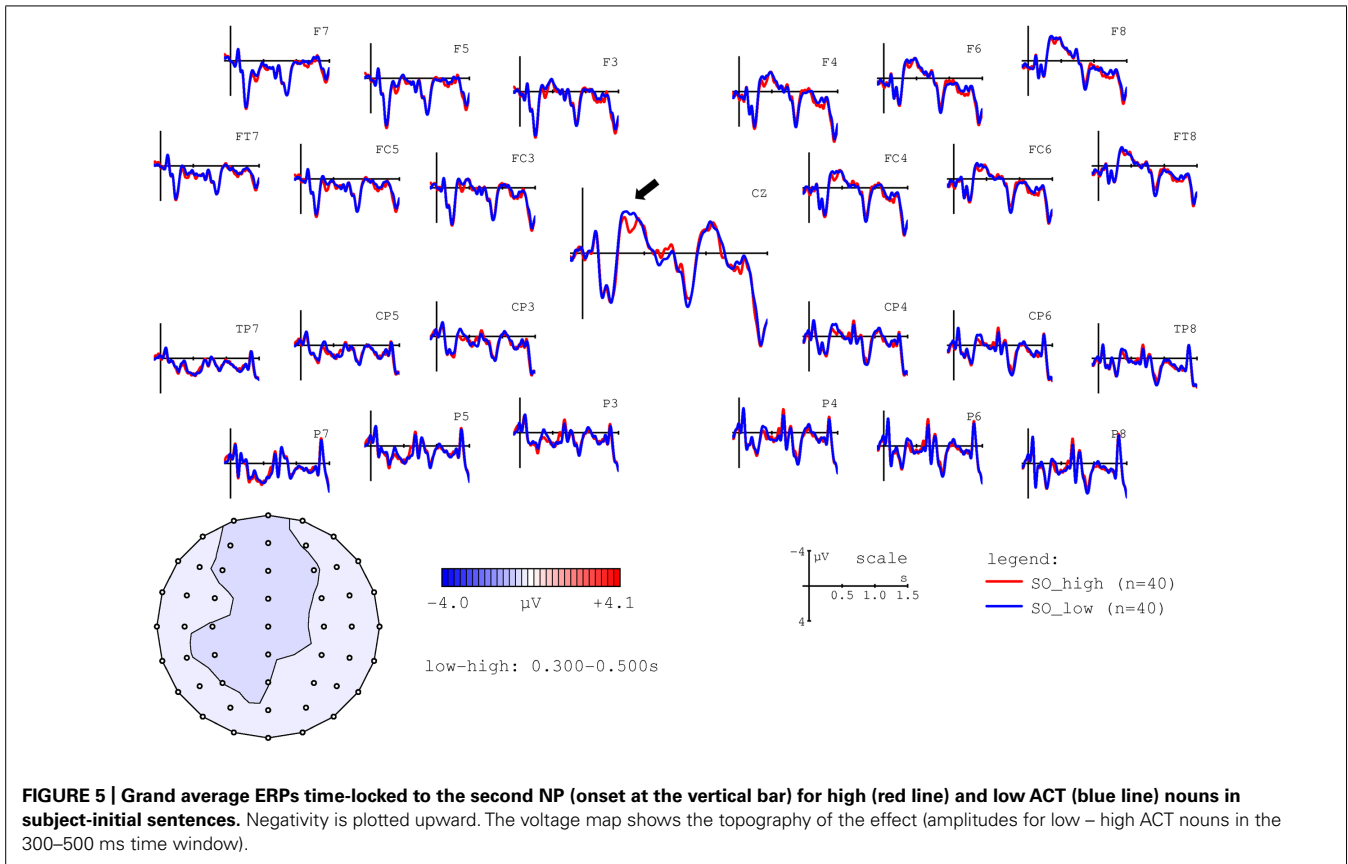 F7
F5
F3
F4
F6
F8
FT7
FC5
FC3
CZ
FC4
FC6
FT8
TP7
CP5
CP3
CP4
CP6
TP8
P7
P5
P3
P4
P6
P8
-4.0 µV +4.1
low-high: 0.300-0.500s
-4 µV scale
s
0.5 1.0 1.5
4
legend:
SO_high (n=40)
SO_low (n=40)
FIGURE 5 | Grand average ERPs time-locked to the second NP (onset at the vertical bar) for high (red line) and low ACT (blue line) nouns in
subject-initial sentences. Negativity is plotted upward. The voltage map shows the topography of the effect (amplitudes for low – high ACT nouns in the
300–500 ms time window).